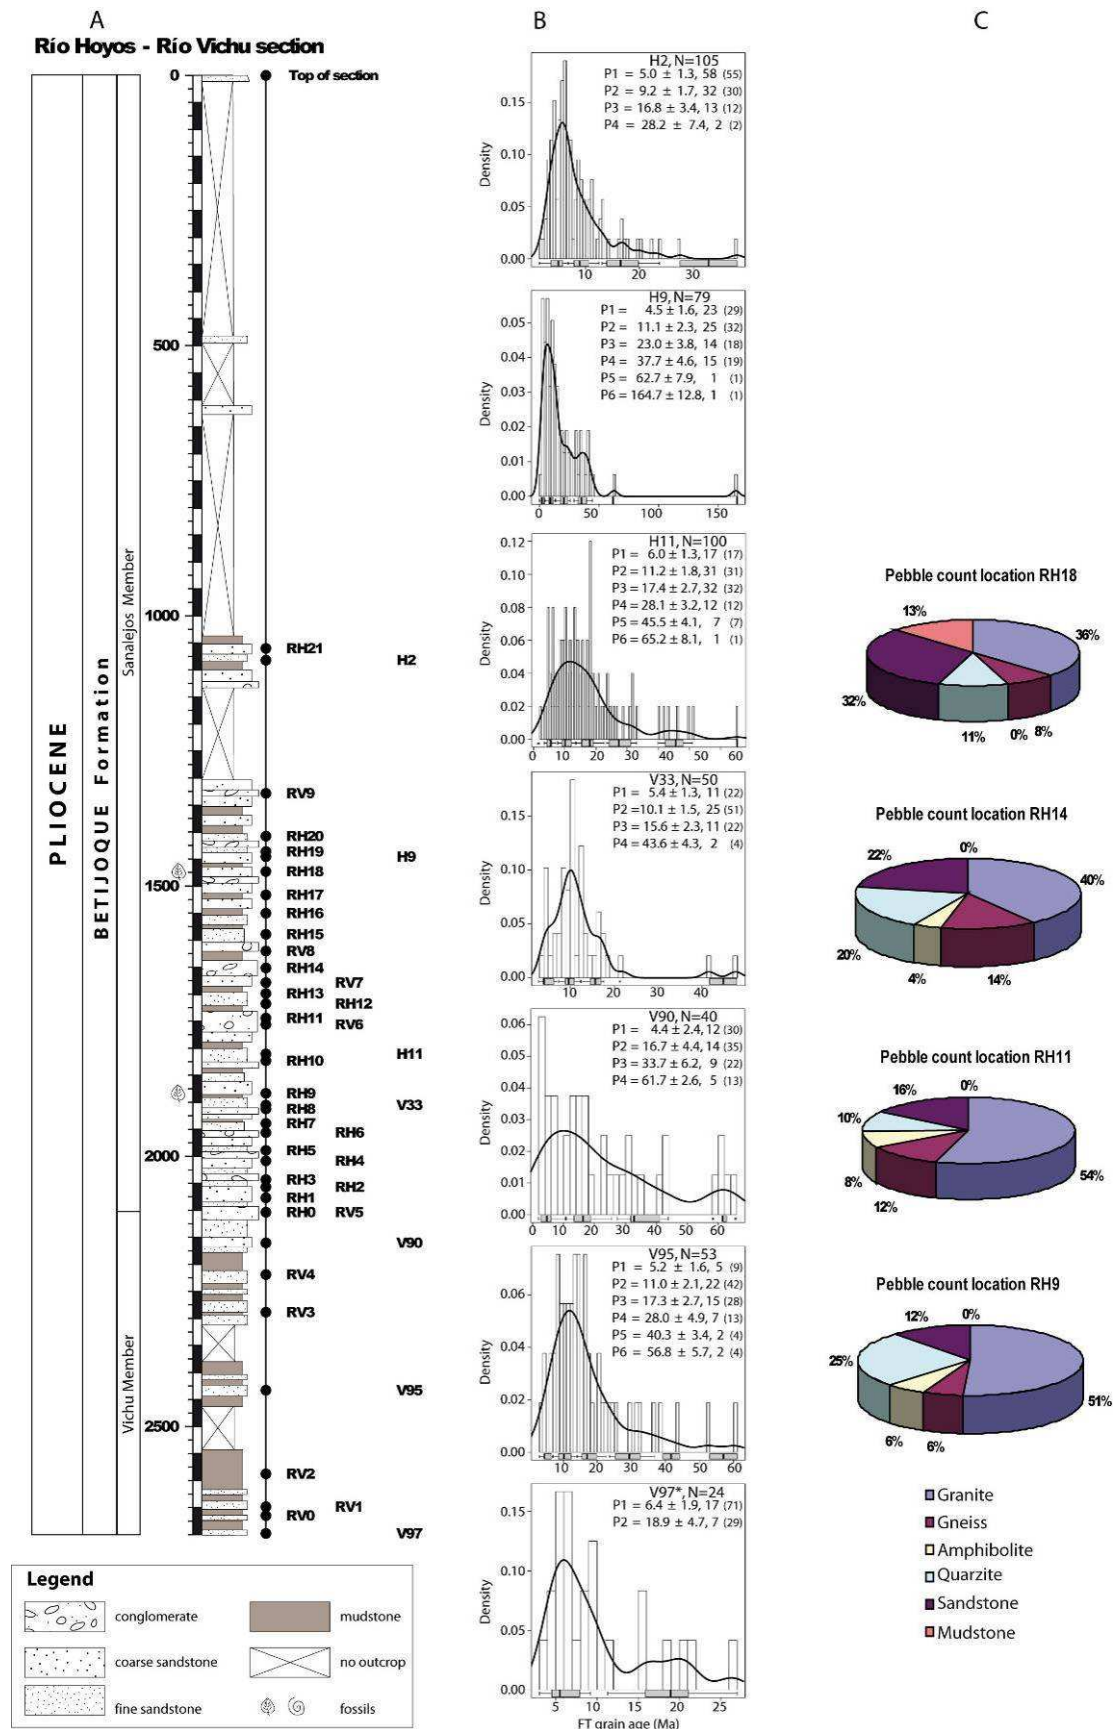 A
Río Hoyos - Río Vichu section
0
Top of section
500
1000
1500
2000
2500
PLIOCENE
BETIJOQUE Formation
Sanalejos Member
Vichu Member
RH21
H2
RV9
RH20
RH19
H9
RH18
RH17
RH16
RH15
RV8
RH14
RV7
RH13
RH12
RH11
RV6
H11
RH10
RH9
V33
RH8
RH7
RH6
RH5
RH4
RH3
RH2
RH1
RH0 RV5
V90
RV4
RV3
V95
RV2
RV1
RV0
V97
Legend
conglomerate
mudstone
coarse sandstone
no outcrop
fine sandstone
fossils
B
H2, N=105
P1 = 5.0 ± 1.3, 58 (55)
P2 = 9.2 ± 1.7, 32 (30)
P3 = 16.8 ± 3.4, 13 (12)
P4 = 28.2 ± 7.4, 2 (2)
Density
0.15
0.10
0.05
0.00
10 20 30
H9, N=79
P1 = 4.5 ± 1.6, 23 (29)
P2 = 11.1 ± 2.3, 25 (32)
P3 = 23.0 ± 3.8, 14 (18)
P4 = 37.7 ± 4.6, 15 (19)
P5 = 62.7 ± 7.9, 1 (1)
P6 = 164.7 ± 12.8, 1 (1)
Density
0.05
0.04
0.03
0.02
0.01
0.00
0 50 100 150
H11, N=100
P1 = 6.0 ± 1.3, 17 (17)
P2 = 11.2 ± 1.8, 31 (31)
P3 = 17.4 ± 2.7, 32 (32)
P4 = 28.1 ± 3.2, 12 (12)
P5 = 45.5 ± 4.1, 7 (7)
P6 = 65.2 ± 8.1, 1 (1)
Density
0.12
0.10
0.08
0.06
0.04
0.02
0.00
0 10 20 30 40 50 60
V33, N=50
P1 = 5.4 ± 1.3, 11 (22)
P2 =10.1 ± 1.5, 25 (51)
P3 = 15.6 ± 2.3, 11 (22)
P4 = 43.6 ± 4.3, 2 (4)
Density
0.15
0.10
0.05
0.00
10 20 40
V90, N=40
P1 = 4.4 ± 2.4, 12 (30)
P2 = 16.7 ± 4.4, 14 (35)
P3 = 33.7 ± 6.2, 9 (22)
P4 = 61.7 ± 2.6, 5 (13)
Density
0.06
0.05
0.04
0.03
0.02
0.01
0.00
0 10 20 30 40 50 60
V95, N=53
P1 = 5.2 ± 1.6, 5 (9)
P2 = 11.0 ± 2.1, 22 (42)
P3 = 17.3 ± 2.7, 15 (28)
P4 = 28.0 ± 4.9, 7 (13)
P5 = 40.3 ± 3.4, 2 (4)
P6 = 56.8 ± 5.7, 2 (4)
Density
0.06
0.04
0.02
0.00
0 10 20 30 40 50 60
V97*, N=24
P1 = 6.4 ± 1.9, 17 (71)
P2 = 18.9 ± 4.7, 7 (29)
Density
0.15
0.10
0.05
0.00
5 10 15 20 25
FT grain age (Ma)
C
Pebble count location RH18
13%
36%
32%
11%
0%
8%
Pebble count location RH14
0%
22%
40%
20%
4%
14%
Pebble count location RH11
0%
16%
10%
54%
8%
12%
Pebble count location RH9
0%
12%
25%
51%
6%
6%
Granite
Gneiss
Amphibolite
Quarzite
Sandstone
Mudstone